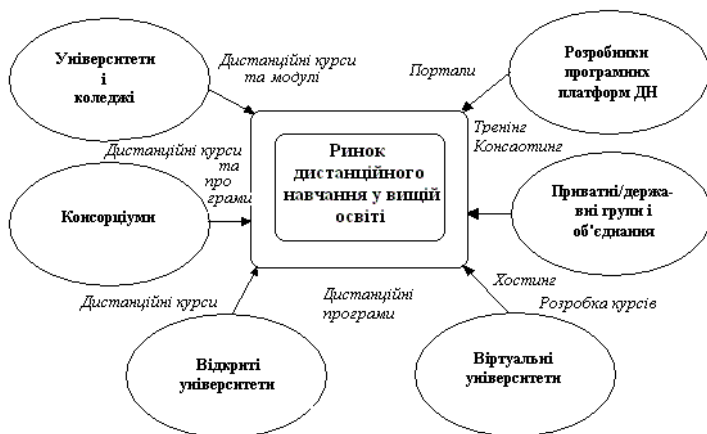 Університети
і
коледжі
Дистанційні курси
та модулі
Портали
Розробники
програмних
платформ ДН
Тренінг
Консаотинг
Ринок
дистанційного
навчання у вищій
освіті
Дистанційні курси
та
про
грами
Консорціуми
Приватні/держа-
вні групи і
об'єднання
Дистанційні курси
Дистанційні
програми
Хостинг
Розробка курсів
Відкриті
університети
Віртуальні
університети